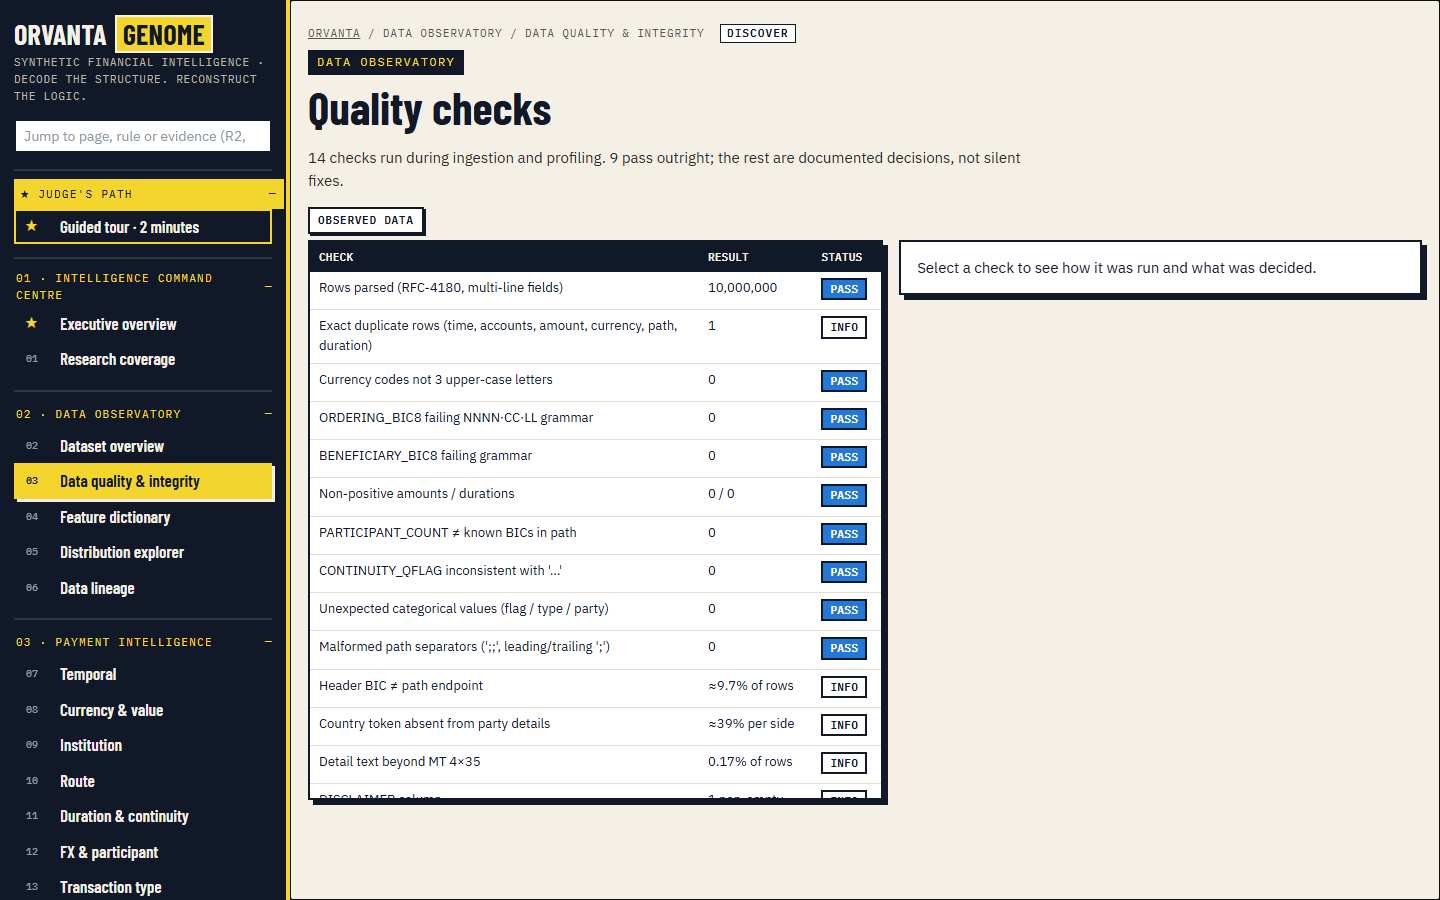 ORVANTA GENOME
SYNTHETIC FINANCIAL INTELLIGENCE ·
DECODE THE STRUCTURE. RECONSTRUCT
THE LOGIC.
Jump to page, rule or evidence (R2,
★ JUDGE'S PATH –
★ Guided tour · 2 minutes
01 · INTELLIGENCE COMMAND
CENTRE –
★ Executive overview
01 Research coverage
02 · DATA OBSERVATORY –
02 Dataset overview
03 Data quality & integrity
04 Feature dictionary
05 Distribution explorer
06 Data lineage
03 · PAYMENT INTELLIGENCE –
07 Temporal
08 Currency & value
09 Institution
10 Route
11 Duration & continuity
12 FX & participant
13 Transaction type
ORVANTA / DATA OBSERVATORY / DATA QUALITY & INTEGRITY DISCOVER
DATA OBSERVATORY
Quality checks
14 checks run during ingestion and profiling. 9 pass outright; the rest are documented decisions, not silent
fixes.
OBSERVED DATA
CHECK RESULT STATUS
Rows parsed (RFC-4180, multi-line fields) 10,000,000 PASS
Exact duplicate rows (time, accounts, amount, currency, path, 1 INFO
duration)
Currency codes not 3 upper-case letters 0 PASS
ORDERING_BIC8 failing NNNN·CC·LL grammar 0 PASS
BENEFICIARY_BIC8 failing grammar 0 PASS
Non-positive amounts / durations 0 / 0 PASS
PARTICIPANT_COUNT ≠ known BICs in path 0 PASS
CONTINUITY_QFLAG inconsistent with '...' 0 PASS
Unexpected categorical values (flag / type / party) 0 PASS
Malformed path separators (';;', leading/trailing ';') 0 PASS
Header BIC ≠ path endpoint ≈9.7% of rows INFO
Country token absent from party details ≈39% per side INFO
Detail text beyond MT 4×35 0.17% of rows INFO
DISCLAIMER column 1 non-empty INFO
Select a check to see how it was run and what was decided.